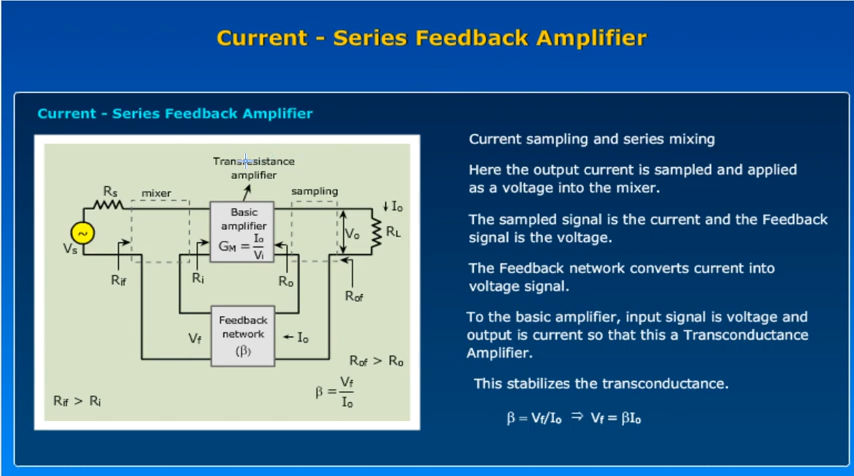 Current - Series Feedback Amplifier
Current - Series Feedback Amplifier
Transresistance
amplifier
Rs
mixer
sampling
↓ Io
Basic
amplifier
GM = Io/Vi
Vo
RL
~
Vs
Rif
Ri
Ro
Rof
Feedback
network
(β)
Vf
← Io
Rof > Ro
β = Vf/Io
Rif > Ri
Current sampling and series mixing
Here the output current is sampled and applied
as a voltage into the mixer.
The sampled signal is the current and the Feedback
signal is the voltage.
The Feedback network converts current into
voltage signal.
To the basic amplifier, input signal is voltage and
output is current so that this a Transconductance
Amplifier.
This stabilizes the transconductance.
β = Vf/Io ⇒ Vf = βIo